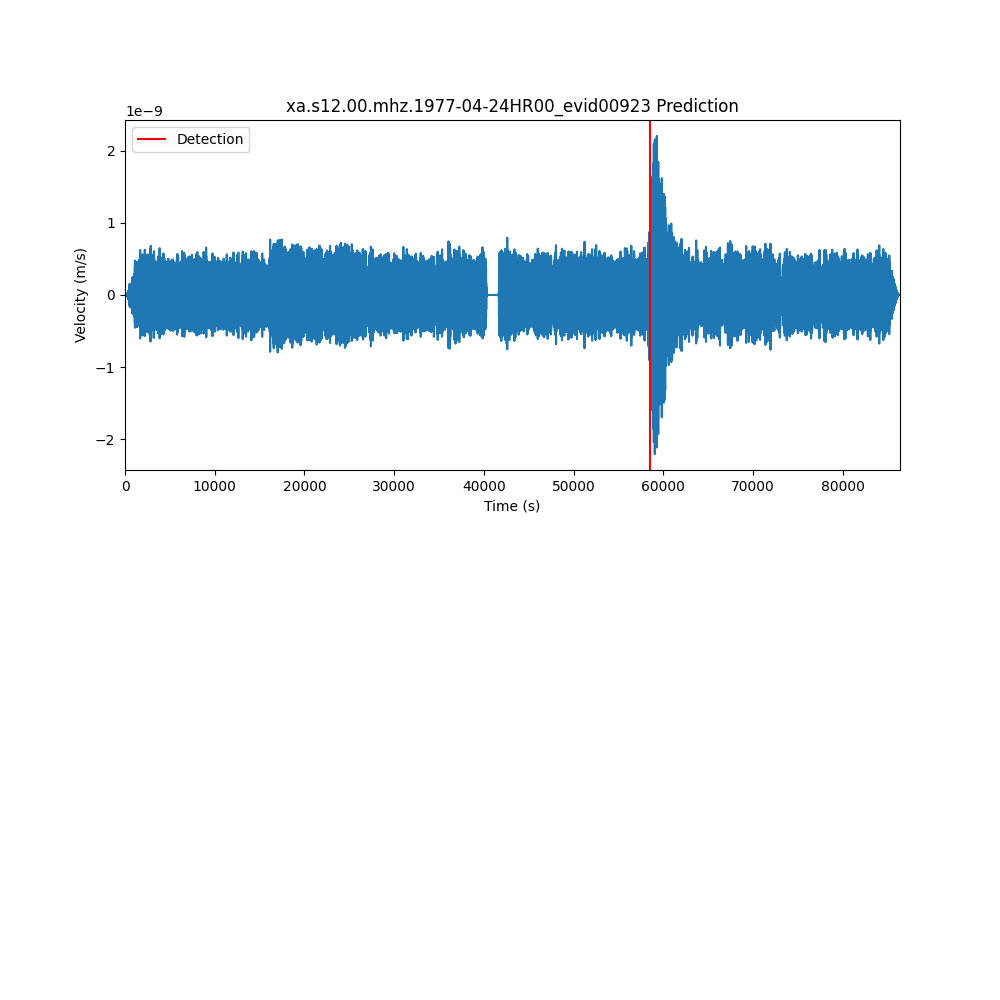 xa.s12.00.mhz.1977-04-24HR00_evid00923 Prediction
1e−9
Detection
2
1
0
−1
−2
Velocity (m/s)
0 10000 20000 30000 40000 50000 60000 70000 80000
Time (s)